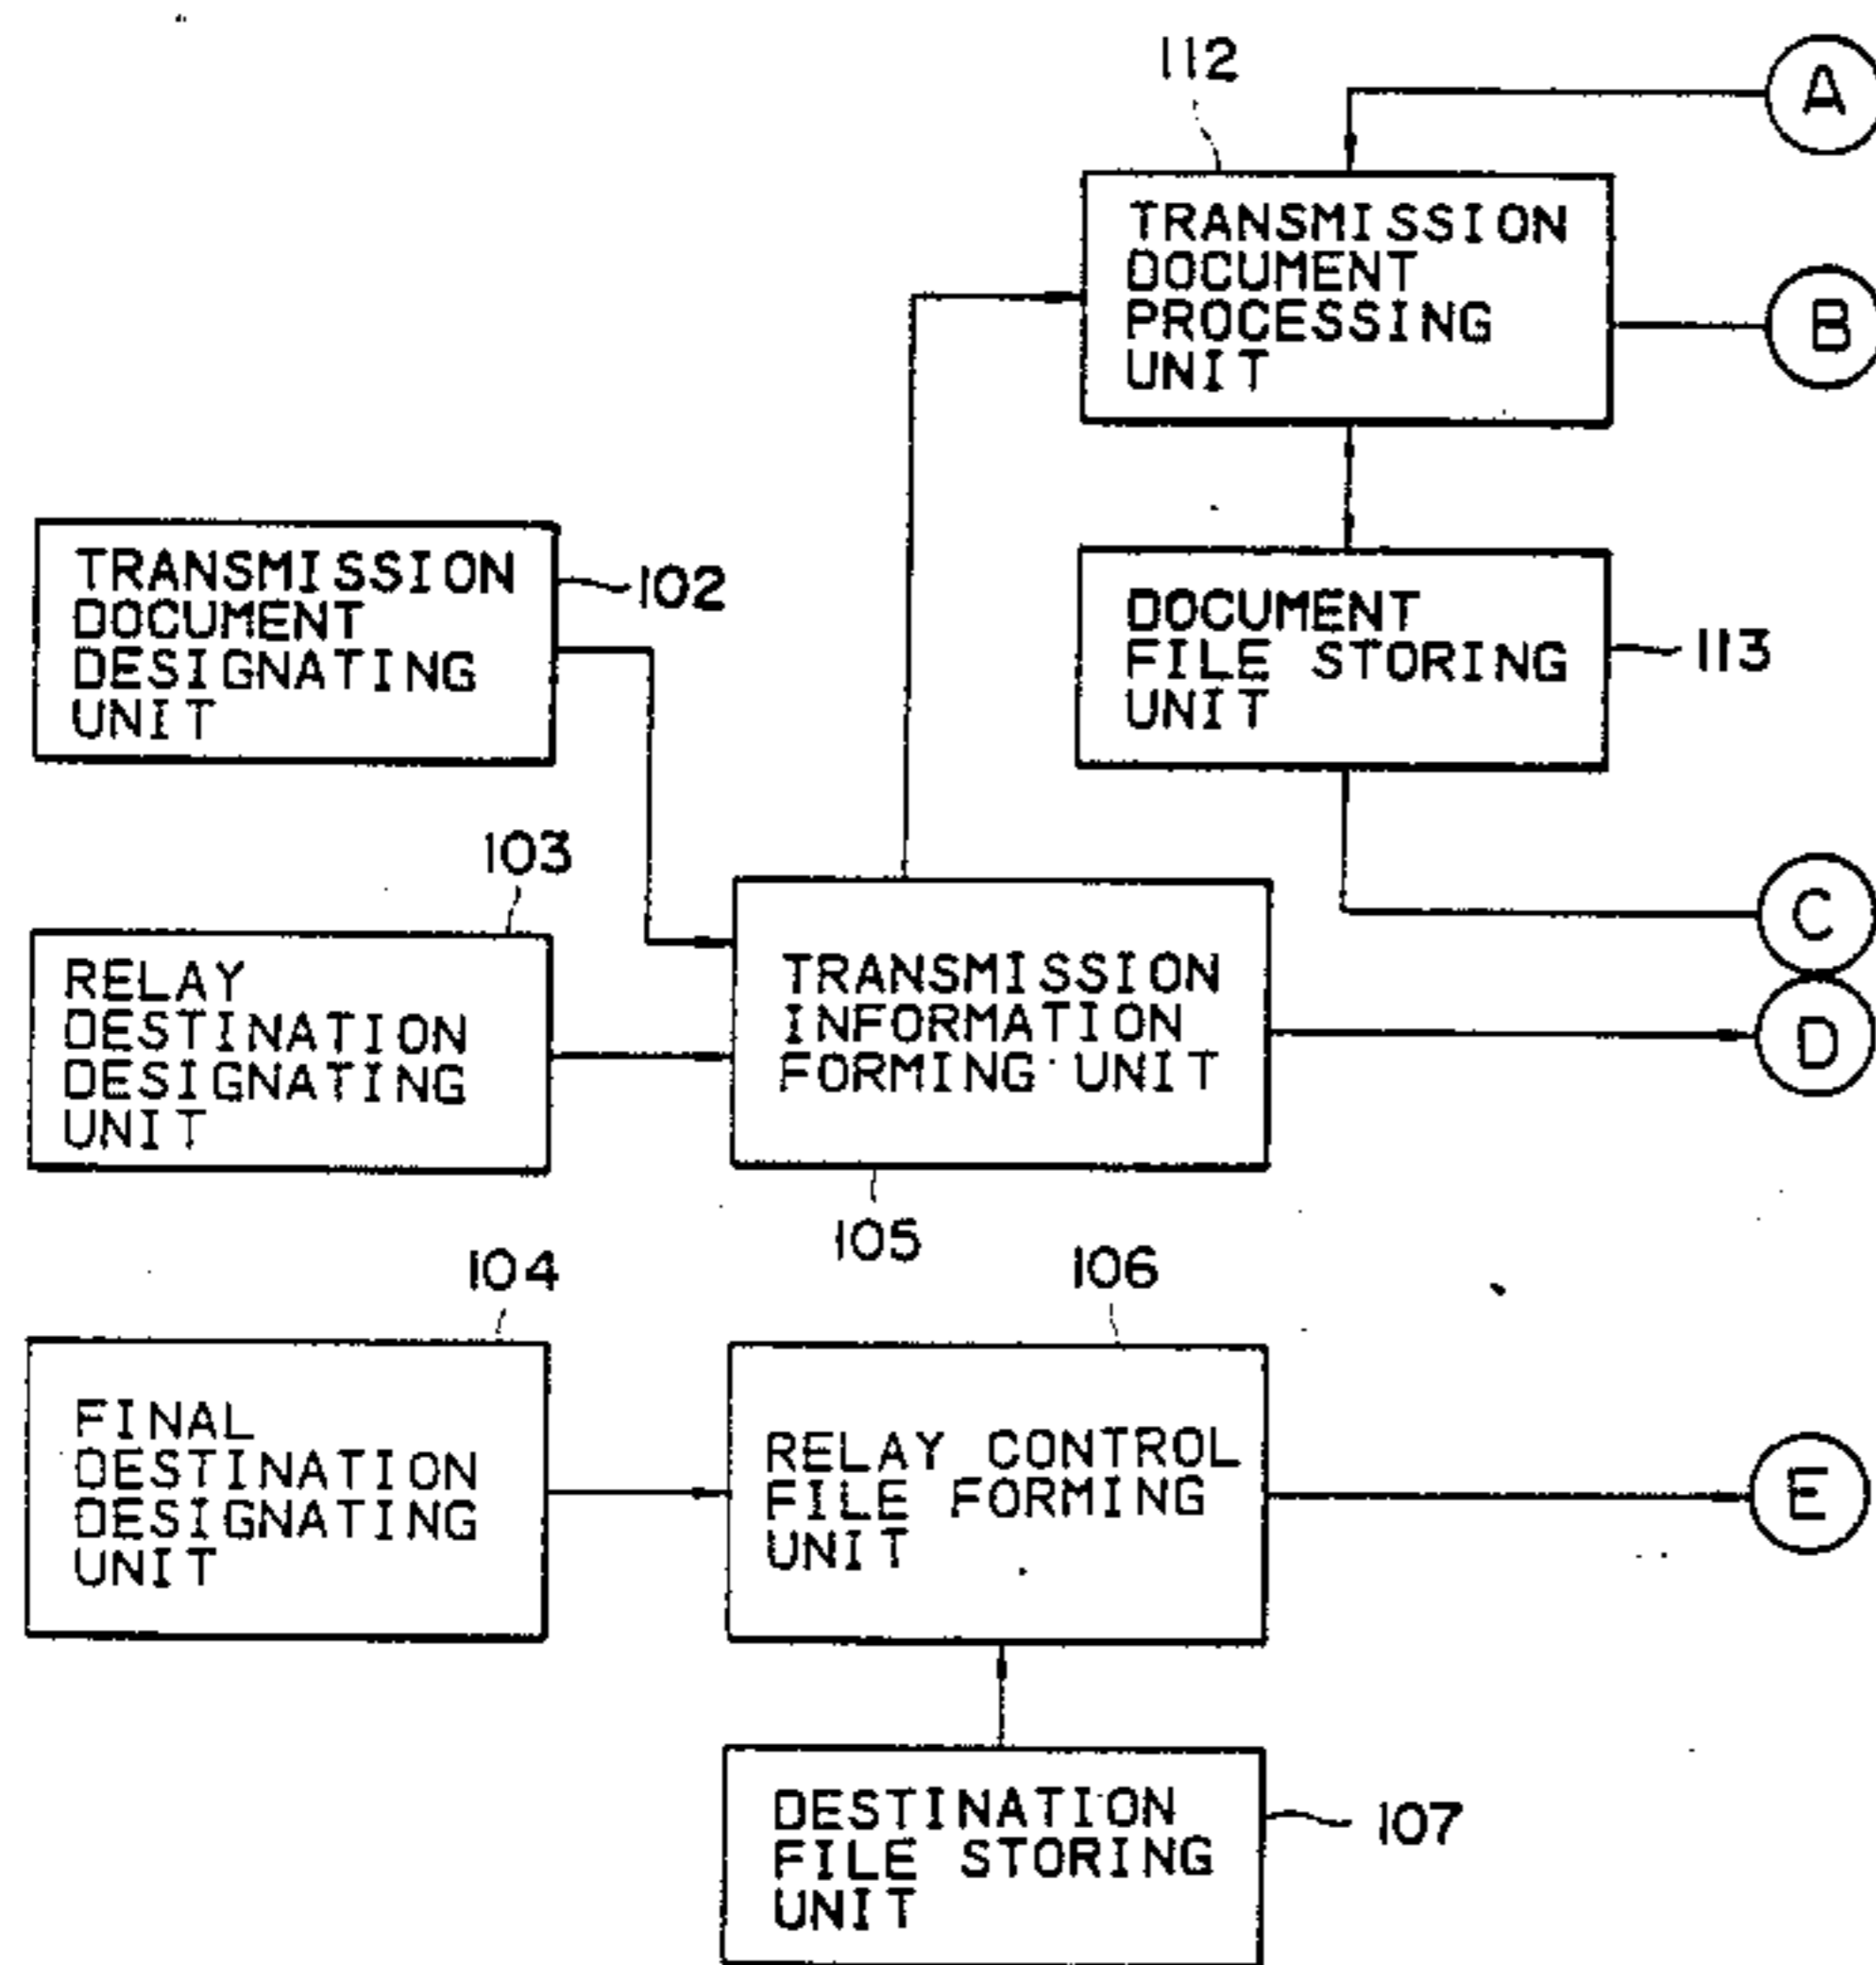 112
A
TRANSMISSION
DOCUMENT
PROCESSING
UNIT
B
TRANSMISSION
DOCUMENT
DESIGNATING
UNIT
102
DOCUMENT
FILE STORING
UNIT
113
103
C
RELAY
DESTINATION
DESIGNATING
UNIT
TRANSMISSION
INFORMATION
FORMING UNIT
D
105
104
106
FINAL
DESTINATION
DESIGNATING
UNIT
RELAY CONTROL
FILE FORMING
UNIT
E
DESTINATION
FILE STORING
UNIT
107